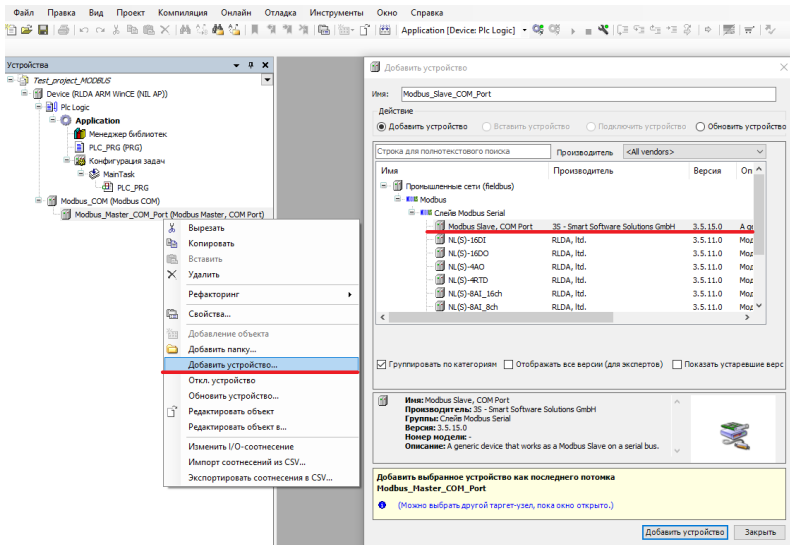 Файл Правка Вид Проект Компиляция Онлайн Отладка Инструменты Окно Справка
Application [Device: Plc Logic]
Устройства
Test_project_MODBUS
Device (RLDA ARM WinCE (NIL AP))
Plc Logic
Application
Менеджер библиотек
PLC_PRG (PRG)
Конфигурация задач
MainTask
PLC_PRG
Modbus_COM (Modbus COM)
Modbus_Master_COM_Port (Modbus Master, COM Port)
Вырезать
Копировать
Вставить
Удалить
Рефакторинг
Свойства...
Добавление объекта
Добавить папку...
Добавить устройство...
Откл. устройство
Обновить устройство...
Редактировать объект
Редактировать объект в...
Изменить I/O-соотнесение
Импорт соотнесений из CSV...
Экспортировать соотнесения в CSV...
Добавить устройство
Имя: Modbus_Slave_COM_Port
Действие
Добавить устройство Вставить устройство Подключить устройство Обновить устройство
Строка для полнотекстового поиска Производитель <All vendors>
Имя Производитель Версия Оп
Промышленные сети (fieldbus)
Modbus
Слейв Modbus Serial
Modbus Slave, COM Port 3S - Smart Software Solutions GmbH 3.5.15.0 A ge
NL(S)-16DI RLDA, ltd. 3.5.11.0 Мод
NL(S)-16DO RLDA, ltd. 3.5.11.0 Мод
NL(S)-4AO RLDA, ltd. 3.5.11.0 Мод
NL(S)-4RTD RLDA, ltd. 3.5.11.0 Мод
NL(S)-8AI_16ch RLDA, ltd. 3.5.11.0 Мод
NL(S)-8AI_8ch RLDA, ltd. 3.5.11.0 Мод
Группировать по категориям Отображать все версии (для экспертов) Показать устаревшие верс
Имя: Modbus Slave, COM Port
Производитель: 3S - Smart Software Solutions GmbH
Группы: Слейв Modbus Serial
Версия: 3.5.15.0
Номер модели: -
Описание: A generic device that works as a Modbus Slave on a serial bus.
Добавить выбранное устройство как последнего потомка
Modbus_Master_COM_Port
(Можно выбрать другой таргет-узел, пока окно открыто.)
Добавить устройство Закрыть